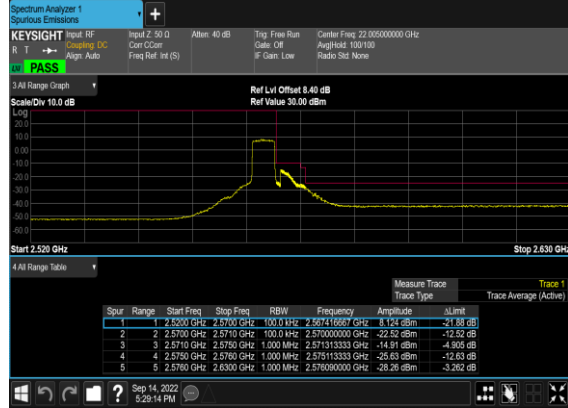 Spectrum Analyzer 1
Spurious Emissions
+
KEYSIGHT Input: RF Input Z: 50 Ω Atten: 40 dB Trig: Free Run Center Freq: 22.005000000 GHz
R T Coupling: DC Corr CCorr Gate: Off Avg|Hold: 100/100
Align: Auto Freq Ref: Int (S) IF Gain: Low Radio Std: None
PASS
3 All Range Graph
Ref Lvl Offset 8.40 dB
Scale/Div 10.0 dB Ref Value 30.00 dBm
Log
20.0
10.0
0.00
-10.0
-20.0
-30.0
-40.0
-50.0
-60.0
Start 2.520 GHz Stop 2.630 GHz
4 All Range Table
Measure Trace Trace 1
Trace Type Trace Average (Active)
Spur Range Start Freq Stop Freq RBW Frequency Amplitude ΔLimit
1 1 2.5200 GHz 2.5700 GHz 100.0 kHz 2.567416667 GHz 8.124 dBm -21.88 dB
2 2 2.5700 GHz 2.5710 GHz 100.0 kHz 2.570000000 GHz -22.52 dBm -12.52 dB
3 3 2.5710 GHz 2.5750 GHz 1.000 MHz 2.571313333 GHz -14.91 dBm -4.905 dB
4 4 2.5750 GHz 2.5760 GHz 1.000 MHz 2.575113333 GHz -25.63 dBm -12.63 dB
5 5 2.5760 GHz 2.6300 GHz 1.000 MHz 2.576090000 GHz -28.26 dBm -3.262 dB
?
Sep 14, 2022
5:29:14 PM